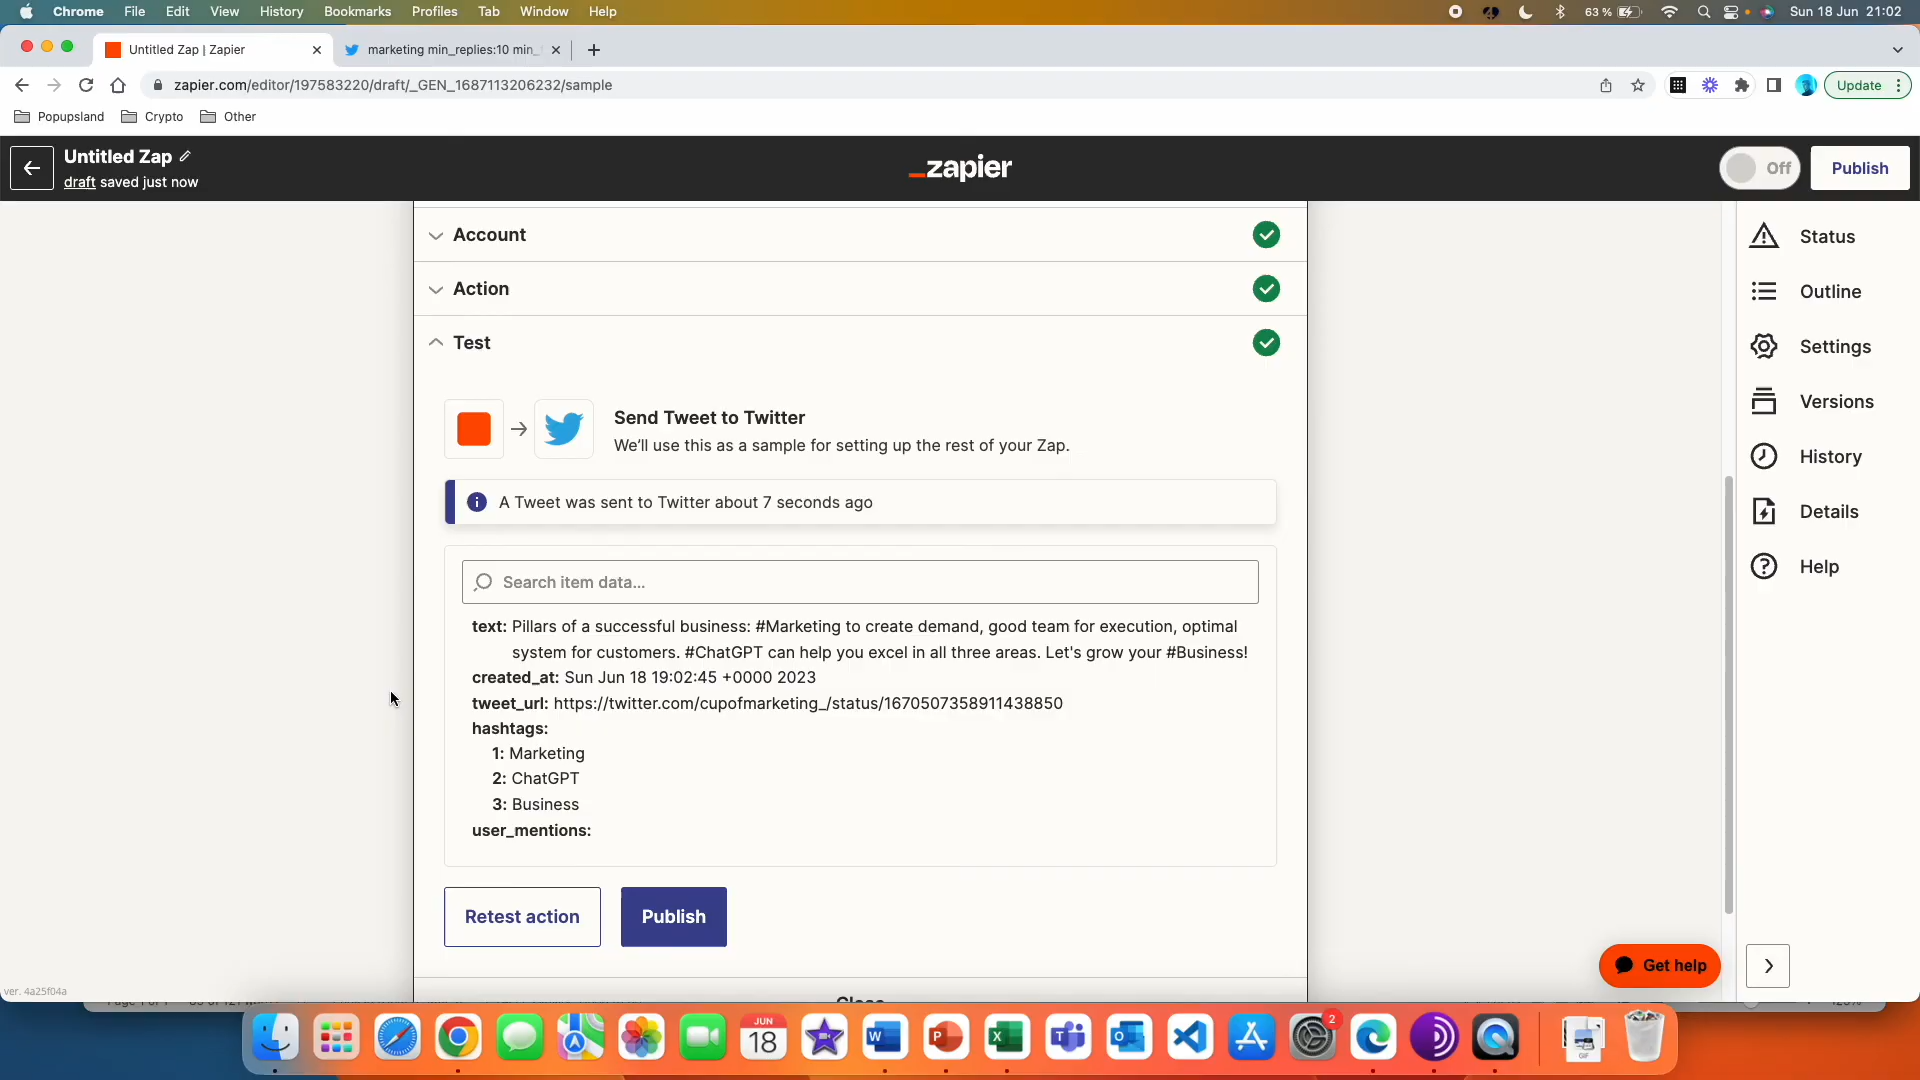 Chrome File Edit View History Bookmarks Profiles Tab Window Help 63 % Sun 18 Jun 21:02
Untitled Zap | Zapier marketing min_replies:10 min_
zapier.com/editor/197583220/draft/_GEN_1687113206232/sample Update
Popupsland Crypto Other
Untitled Zap
draft saved just now
_zapier
Off Publish
Account
Action
Test
Send Tweet to Twitter
We'll use this as a sample for setting up the rest of your Zap.
A Tweet was sent to Twitter about 7 seconds ago
Search item data...
text: Pillars of a successful business: #Marketing to create demand, good team for execution, optimal
system for customers. #ChatGPT can help you excel in all three areas. Let's grow your #Business!
created_at: Sun Jun 18 19:02:45 +0000 2023
tweet_url: https://twitter.com/cupofmarketing_/status/1670507358911438850
hashtags:
1: Marketing
2: ChatGPT
3: Business
user_mentions:
Retest action Publish
Close
Status
Outline
Settings
Versions
History
Details
Help
Get help
ver. 4a25f04a
JUN
18
2
W
P
X
GIF